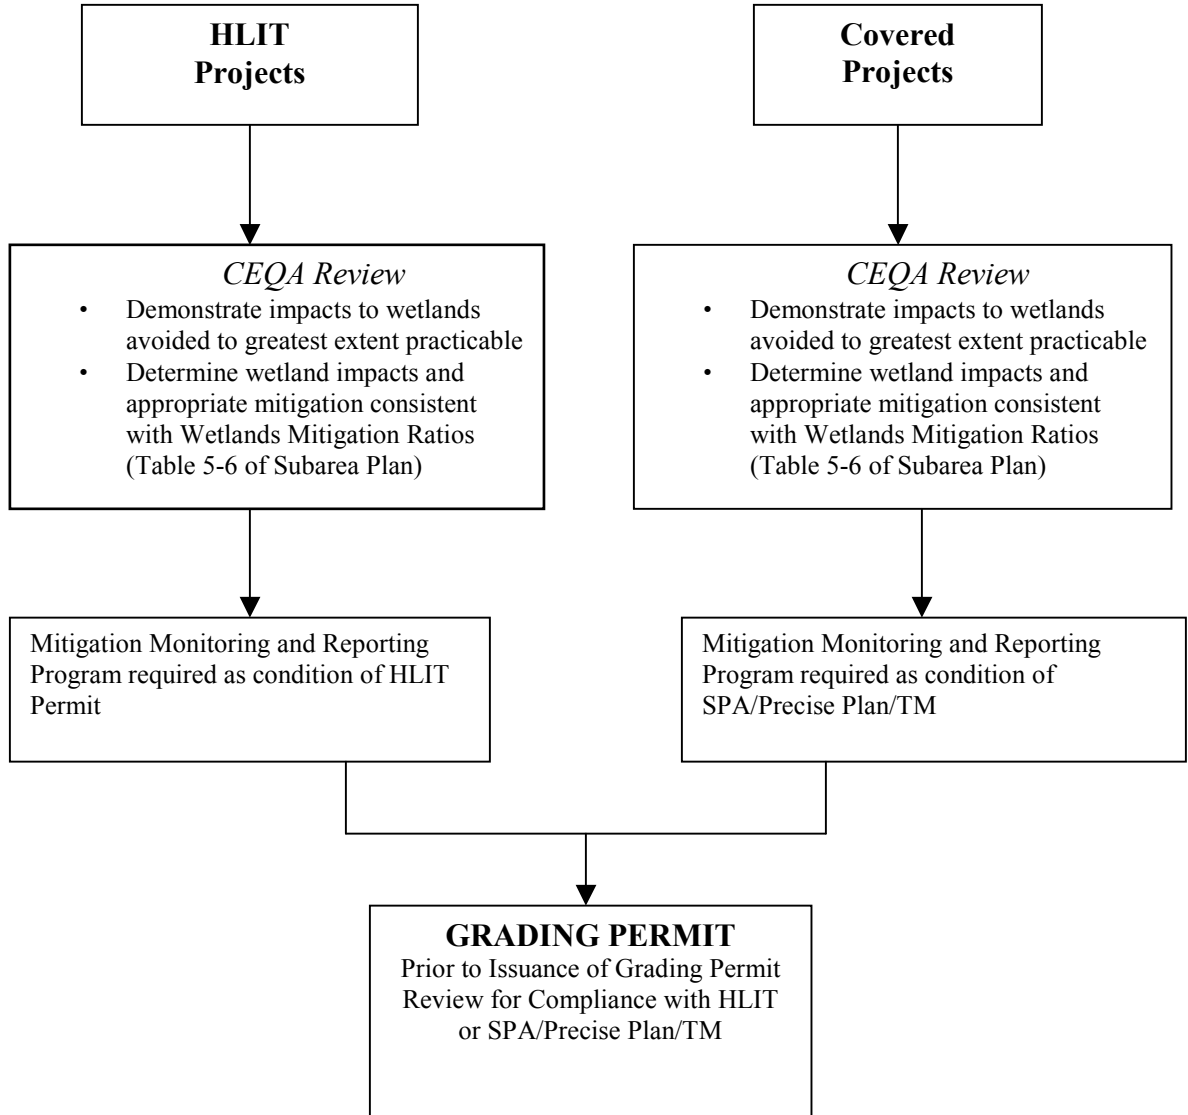 HLIT
Projects
Covered
Projects
CEQA Review
• Demonstrate impacts to wetlands
avoided to greatest extent practicable
• Determine wetland impacts and
appropriate mitigation consistent
with Wetlands Mitigation Ratios
(Table 5-6 of Subarea Plan)
CEQA Review
• Demonstrate impacts to wetlands
avoided to greatest extent practicable
• Determine wetland impacts and
appropriate mitigation consistent
with Wetlands Mitigation Ratios
(Table 5-6 of Subarea Plan)
Mitigation Monitoring and Reporting
Program required as condition of HLIT
Permit
Mitigation Monitoring and Reporting
Program required as condition of
SPA/Precise Plan/TM
GRADING PERMIT
Prior to Issuance of Grading Permit
Review for Compliance with HLIT
or SPA/Precise Plan/TM